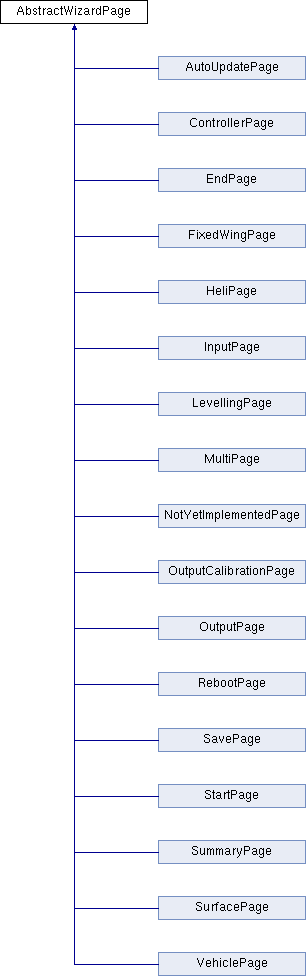 AbstractWizardPage
AutoUpdatePage
ControllerPage
EndPage
FixedWingPage
HeliPage
InputPage
LevellingPage
MultiPage
NotYetImplementedPage
OutputCalibrationPage
OutputPage
RebootPage
SavePage
StartPage
SummaryPage
SurfacePage
VehiclePage